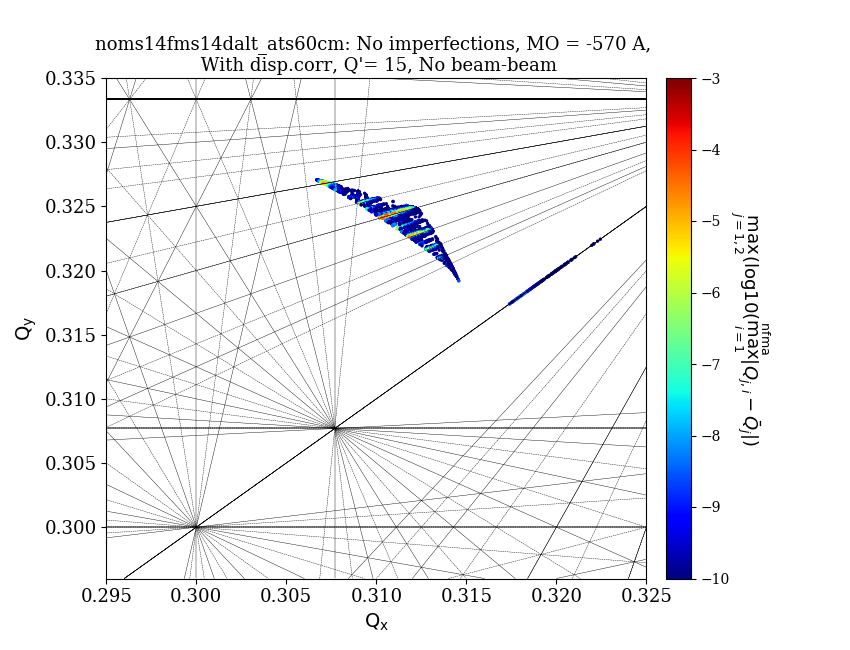 noms14fms14dalt_ats60cm: No imperfections, MO = -570 A,
With disp.corr, Q'= 15, No beam-beam
0.335
0.330
0.325
0.320
0.315
0.310
0.305
0.300
Qy
0.295 0.300 0.305 0.310 0.315 0.320 0.325
Qx
−3
−4
−5
−6
−7
−8
−9
−10
max(log10(max|Q_{j,i} − Q̄_i|)
j = 1, 2
nfma
i = 1